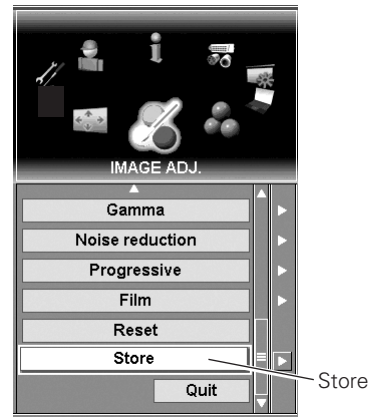 IMAGE ADJ.
Gamma
Noise reduction
Progressive
Film
Reset
Store
Store
Quit